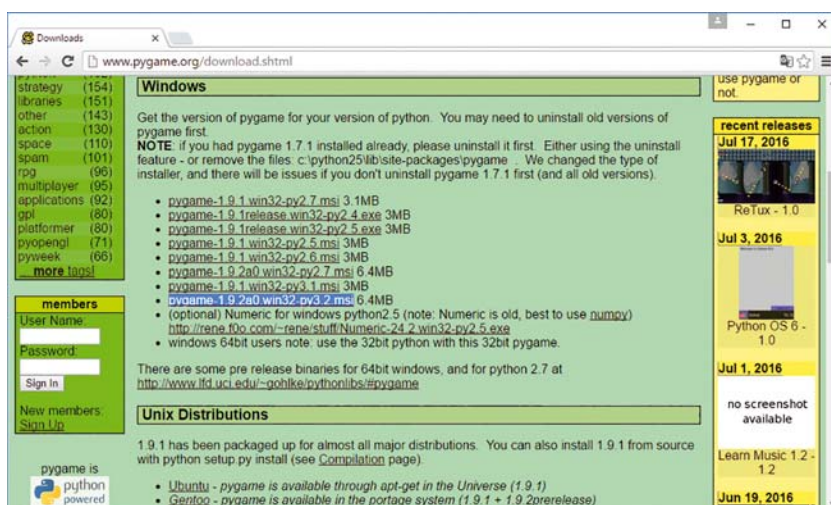 Downloads
www.pygame.org/download.shtml
strategy (154)
libraries (151)
other (143)
action (130)
space (110)
spam (101)
rpg (96)
multiplayer (95)
applications (92)
gpl (80)
platformer (80)
pyopengl (71)
pyweek (66)
... more tags!
members
User Name:
Password:
Sign In
New members:
Sign Up
pygame is
python
powered
Windows
Get the version of pygame for your version of python. You may need to uninstall old versions of
pygame first.
NOTE: if you had pygame 1.7.1 installed already, please uninstall it first. Either using the uninstall
feature - or remove the files: c:\python25\lib\site-packages\pygame . We changed the type of
installer, and there will be issues if you don't uninstall pygame 1.7.1 first (and all old versions).
• pygame-1.9.1.win32-py2.7.msi 3.1MB
• pygame-1.9.1release.win32-py2.4.exe 3MB
• pygame-1.9.1release.win32-py2.5.exe 3MB
• pygame-1.9.1.win32-py2.5.msi 3MB
• pygame-1.9.1.win32-py2.6.msi 3MB
• pygame-1.9.2a0.win32-py2.7.msi 6.4MB
• pygame-1.9.1.win32-py3.1.msi 3MB
• pygame-1.9.2a0.win32-py3.2.msi 6.4MB
• (optional) Numeric for windows python2.5 (note: Numeric is old, best to use numpy)
http://rene.f0o.com/~rene/stuff/Numeric-24.2.win32-py2.5.exe
• windows 64bit users note: use the 32bit python with this 32bit pygame.
There are some pre release binaries for 64bit windows, and for python 2.7 at
http://www.lfd.uci.edu/~gohlke/pythonlibs/#pygame
Unix Distributions
1.9.1 has been packaged up for almost all major distributions. You can also install 1.9.1 from source
with python setup.py install (see Compilation page).
• Ubuntu - pygame is available through apt-get in the Universe (1.9.1)
• Gentoo - pygame is available in the portage system (1.9.1 + 1.9.2prerelease)
use pygame or
not.
recent releases
Jul 17, 2016
ReTux - 1.0
Jul 3, 2016
Python OS 6 -
1.0
Jul 1, 2016
no screenshot
available
Learn Music 1.2 -
1.2
Jun 19, 2016